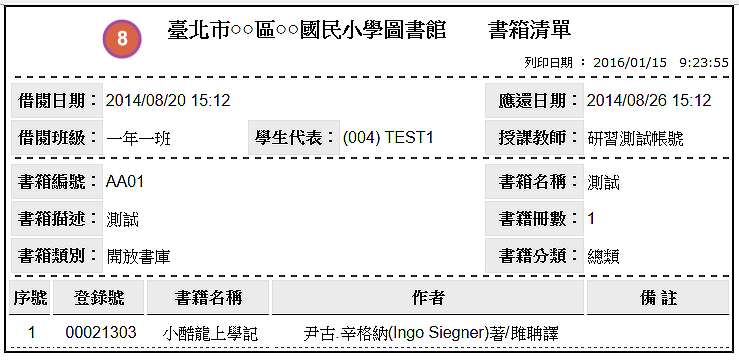 8
臺北市○○區○○國民小學圖書館 書箱清單
列印日期： 2016/01/15 9:23:55
借閱日期： 2014/08/20 15:12 應還日期： 2014/08/26 15:12
借閱班級： 一年一班 學生代表： (004) TEST1 授課教師： 研習測試帳號
書箱編號： AA01 書箱名稱： 測試
書箱描述： 測試 書籍冊數： 1
書箱類別： 開放書庫 書籍分類： 總類
序號 登錄號 書籍名稱 作者 備註
1 00021303 小酷龍上學記 尹古.辛格納(Ingo Siegner)著/雎聃譯